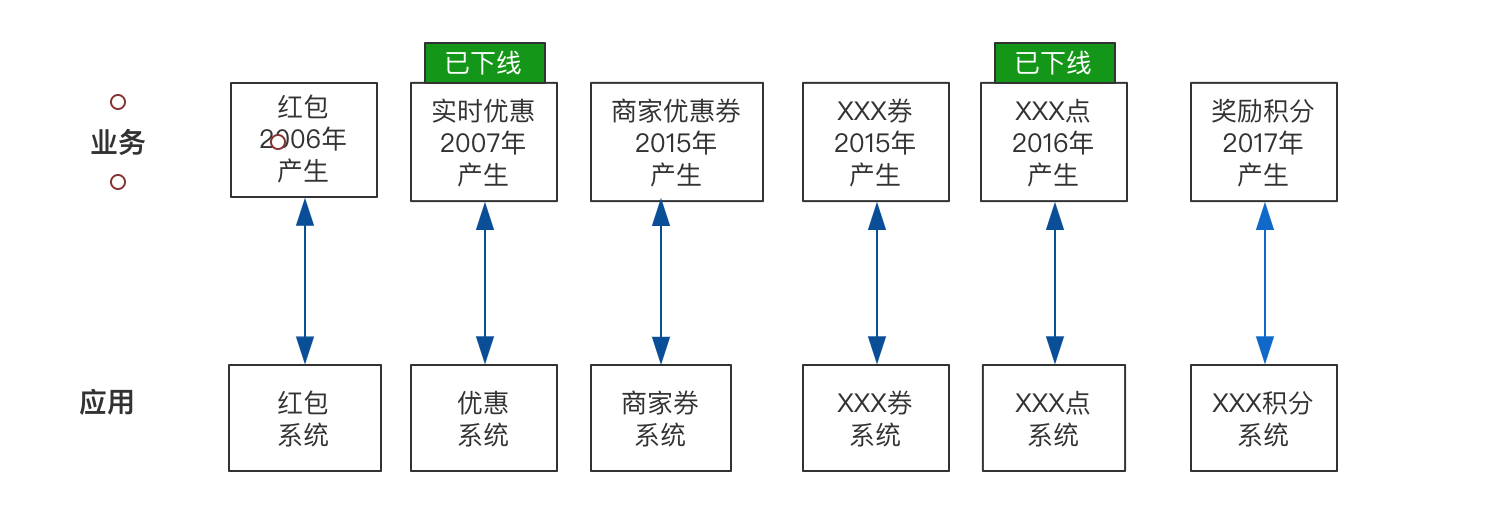 已下线
已下线
业务
红包
2006年
产生
实时优惠
2007年
产生
商家优惠券
2015年
产生
XXX券
2015年
产生
XXX点
2016年
产生
奖励积分
2017年
产生
应用
红包
系统
优惠
系统
商家券
系统
XXX券
系统
XXX点
系统
XXX积分
系统